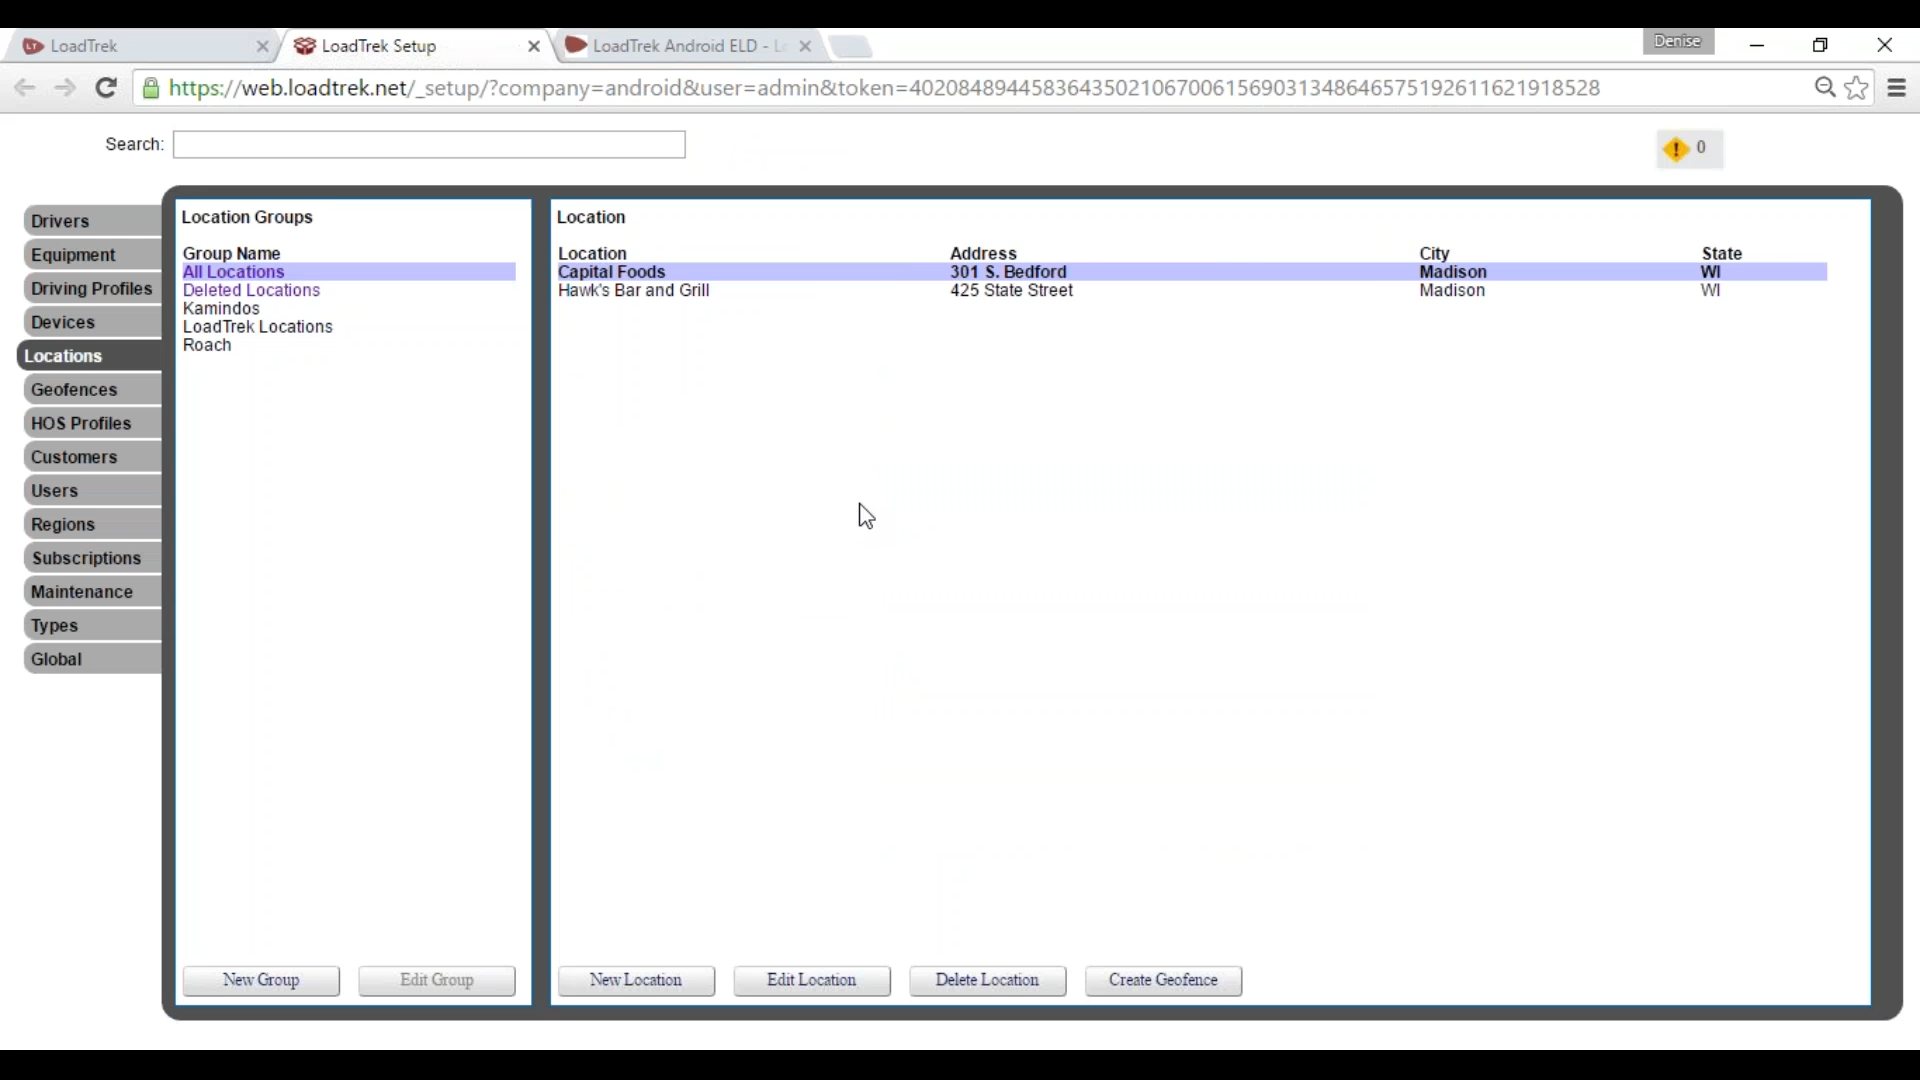 LoadTrek
LoadTrek Setup
LoadTrek Android ELD - L
Denise
https://web.loadtrek.net/_setup/?company=android&user=admin&token=40208489445836435021067006156903134864657519261162191 8528
Search:
0
Drivers
Equipment
Driving Profiles
Devices
Locations
Geofences
HOS Profiles
Customers
Users
Regions
Subscriptions
Maintenance
Types
Global
Location Groups
Group Name
All Locations
Deleted Locations
Kamindos
LoadTrek Locations
Roach
New Group
Edit Group
Location
Location Address City State
Capital Foods 301 S. Bedford Madison WI
Hawk's Bar and Grill 425 State Street Madison WI
New Location
Edit Location
Delete Location
Create Geofence